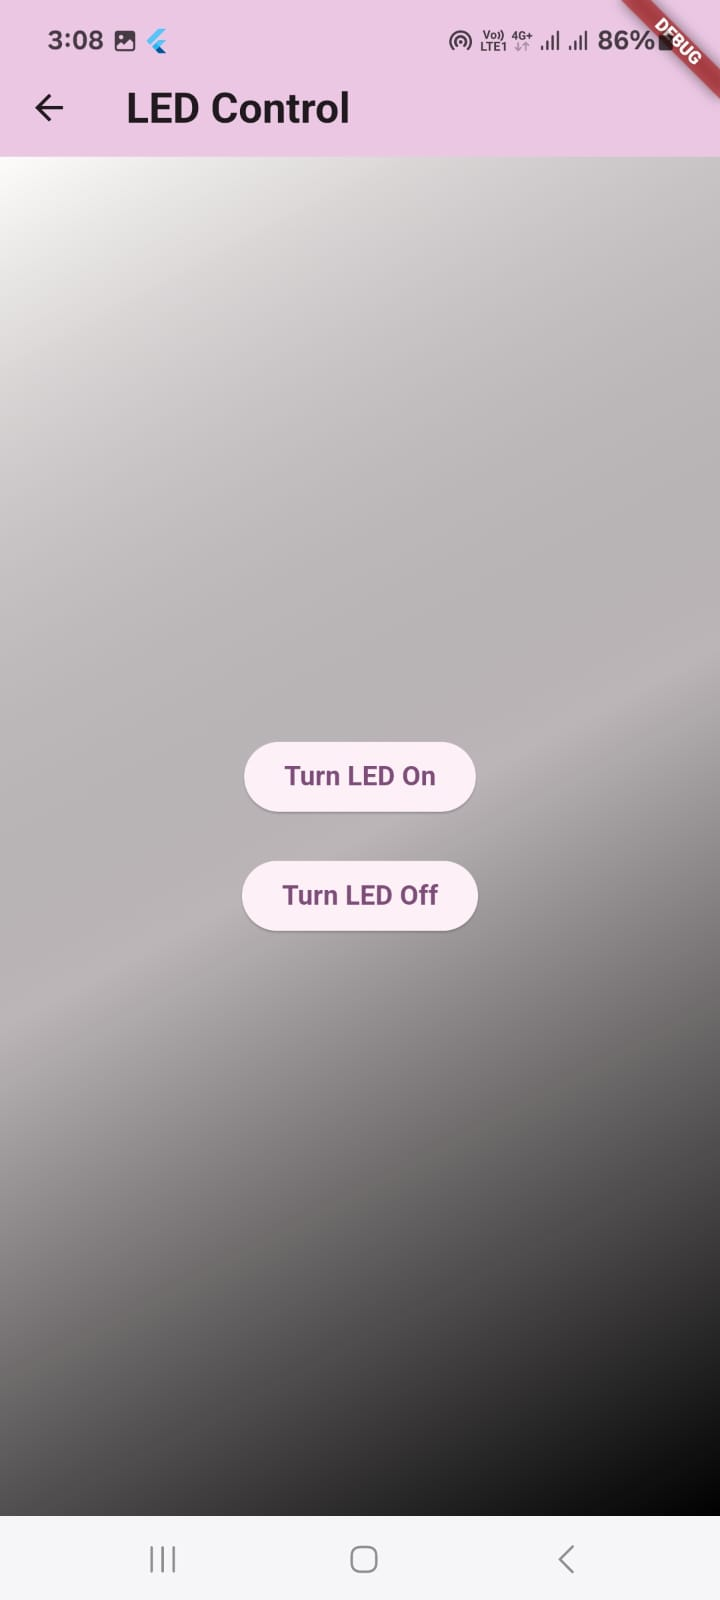 3:08 Vo)) LTE1 4G+ 86%
DEBUG
LED Control
Turn LED On
Turn LED Off